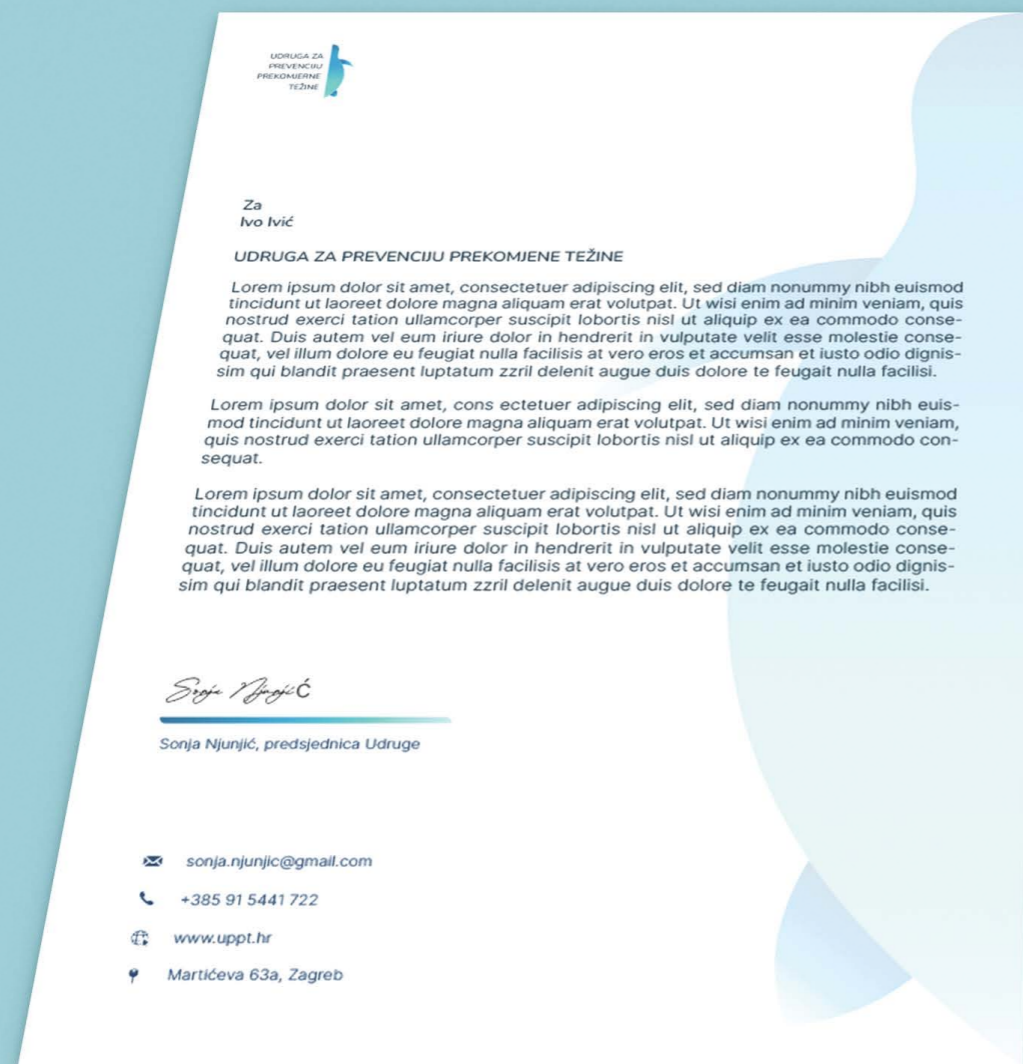 UDRUGA ZA
PREVENCIJU
PREKOMJERNE
TEŽINE
Za
Ivo Ivić
UDRUGA ZA PREVENCIJU PREKOMJENE TEŽINE
Lorem ipsum dolor sit amet, consectetuer adipiscing elit, sed diam nonummy nibh euismod
tincidunt ut laoreet dolore magna aliquam erat volutpat. Ut wisi enim ad minim veniam, quis
nostrud exerci tation ullamcorper suscipit lobortis nisl ut aliquip ex ea commodo conse-
quat. Duis autem vel eum iriure dolor in hendrerit in vulputate velit esse molestie conse-
quat, vel illum dolore eu feugiat nulla facilisis at vero eros et accumsan et iusto odio dignis-
sim qui blandit praesent luptatum zzril delenit augue duis dolore te feugait nulla facilisi.
Lorem ipsum dolor sit amet, cons ectetuer adipiscing elit, sed diam nonummy nibh euis-
mod tincidunt ut laoreet dolore magna aliquam erat volutpat. Ut wisi enim ad minim veniam,
quis nostrud exerci tation ullamcorper suscipit lobortis nisl ut aliquip ex ea commodo con-
sequat.
Lorem ipsum dolor sit amet, consectetuer adipiscing elit, sed diam nonummy nibh euismod
tincidunt ut laoreet dolore magna aliquam erat volutpat. Ut wisi enim ad minim veniam, quis
nostrud exerci tation ullamcorper suscipit lobortis nisl ut aliquip ex ea commodo conse-
quat. Duis autem vel eum iriure dolor in hendrerit in vulputate velit esse molestie conse-
quat, vel illum dolore eu feugiat nulla facilisis at vero eros et accumsan et iusto odio dignis-
sim qui blandit praesent luptatum zzril delenit augue duis dolore te feugait nulla facilisi.
Sonja Njunjić
Sonja Njunjić, predsjednica Udruge
sonja.njunjic@gmail.com
+385 91 5441 722
www.uppt.hr
Martićeva 63a, Zagreb